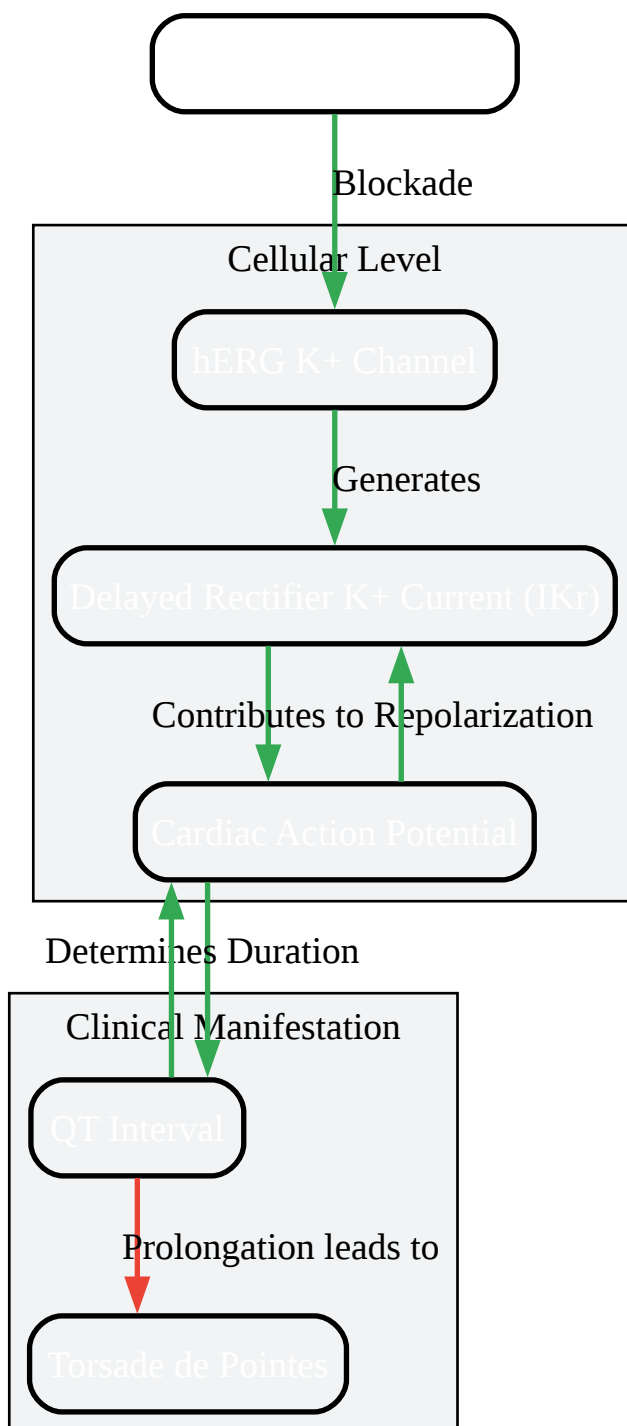 Blockade
Cellular Level
hERG K+ Channel
Generates
Delayed Rectifier K+ Current (IKr)
Contributes to Repolarization
Cardiac Action Potential
Determines Duration
Clinical Manifestation
QT Interval
Prolongation leads to
Torsade de Pointes